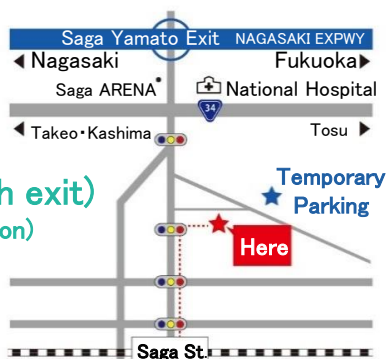 Saga Yamato Exit NAGASAKI EXPWY
◀ Nagasaki Fukuoka▶
Saga ARENA National Hospital
34
◀ Takeo・Kashima Tosu ▶
h exit)
Temporary
Parking
on)
Here
Saga St.